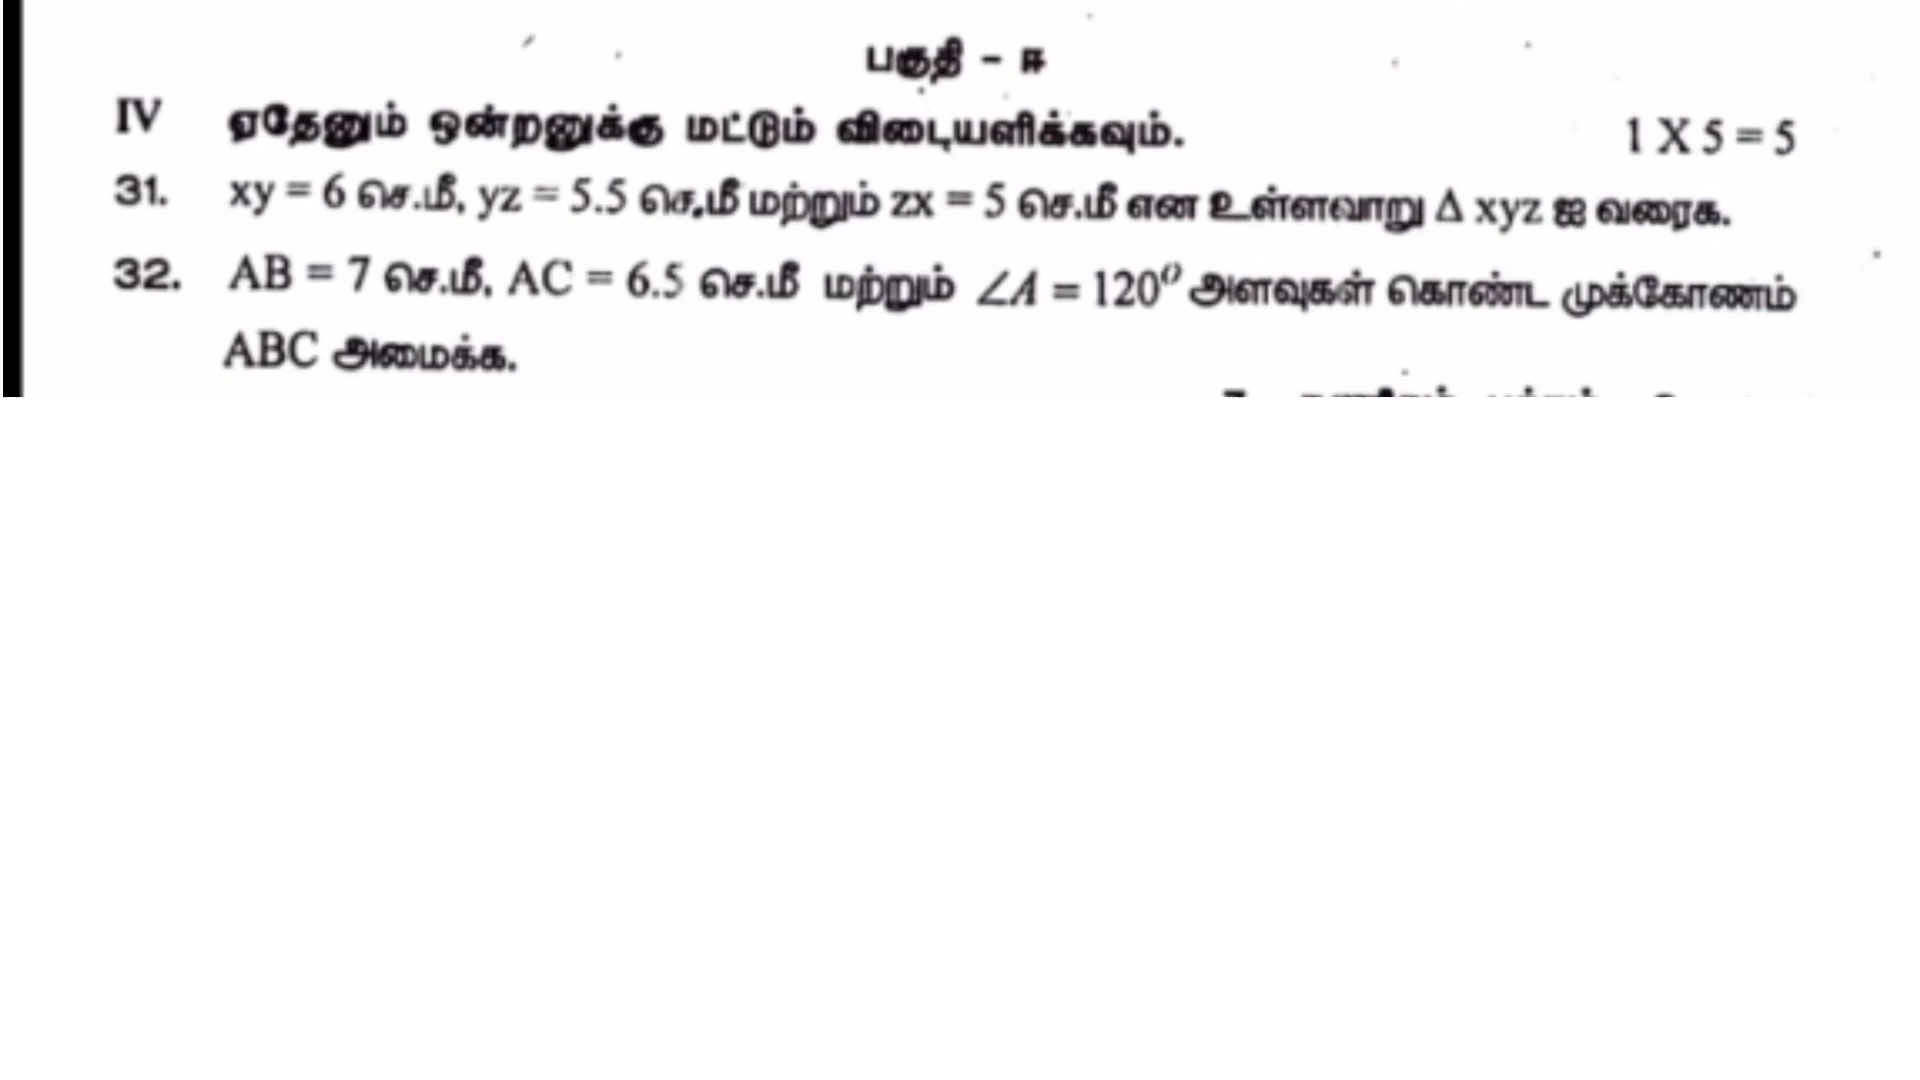 பகுதி - ஈ
IV ஏதேனும் ஒன்றனுக்கு மட்டும் விடையளிக்கவும். 1 X 5 = 5
31. xy = 6 செ.மீ, yz = 5.5 செ.மீ மற்றும் zx = 5 செ.மீ என உள்ளவாறு Δ xyz ஐ வரைக.
32. AB = 7 செ.மீ, AC = 6.5 செ.மீ மற்றும் ∠A = 120⁰ அளவுகள் கொண்ட முக்கோணம்
ABC அமைக்க.